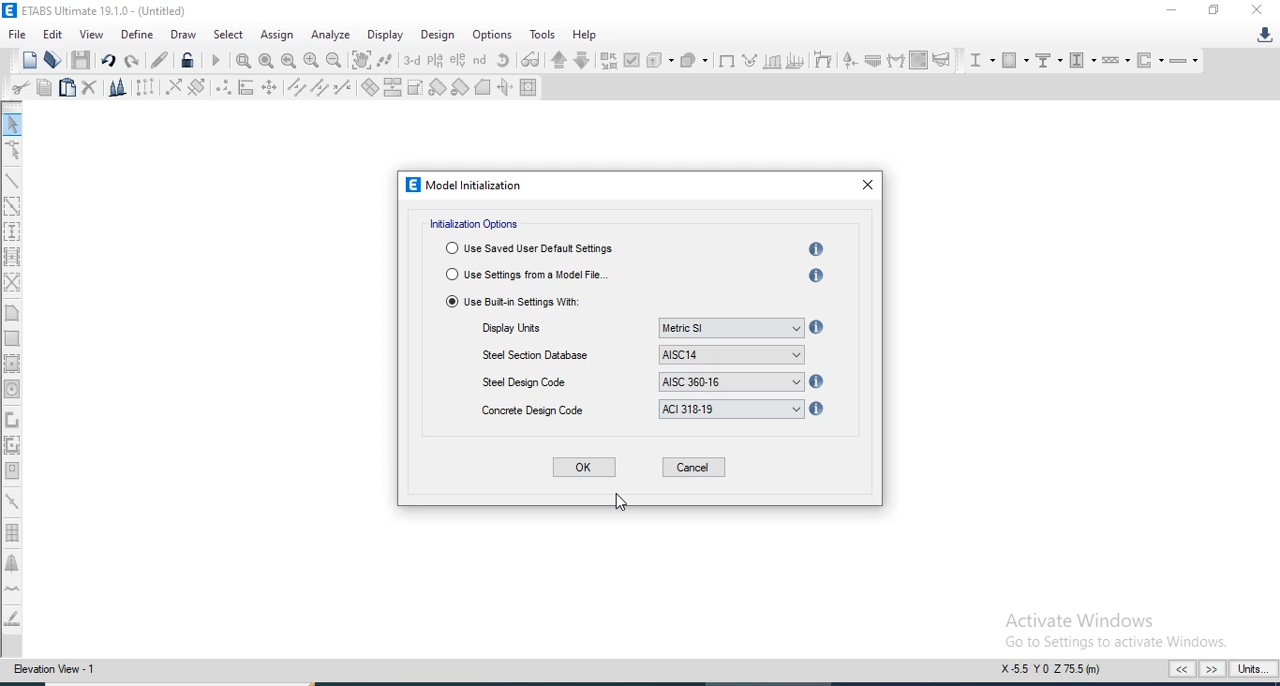 E ETABS Ultimate 19.1.0 - (Untitled)
File Edit View Define Draw Select Assign Analyze Display Design Options Tools Help
3-d nd
E Model Initialization
Initialization Options
Use Saved User Default Settings
Use Settings from a Model File...
Use Built-in Settings With:
Display Units Metric SI
Steel Section Database AISC14
Steel Design Code AISC 360-16
Concrete Design Code ACI 318-19
OK Cancel
Activate Windows
Go to Settings to activate Windows.
Elevation View - 1 X -5.5 Y 0 Z 75.5 (m) << >> Units...